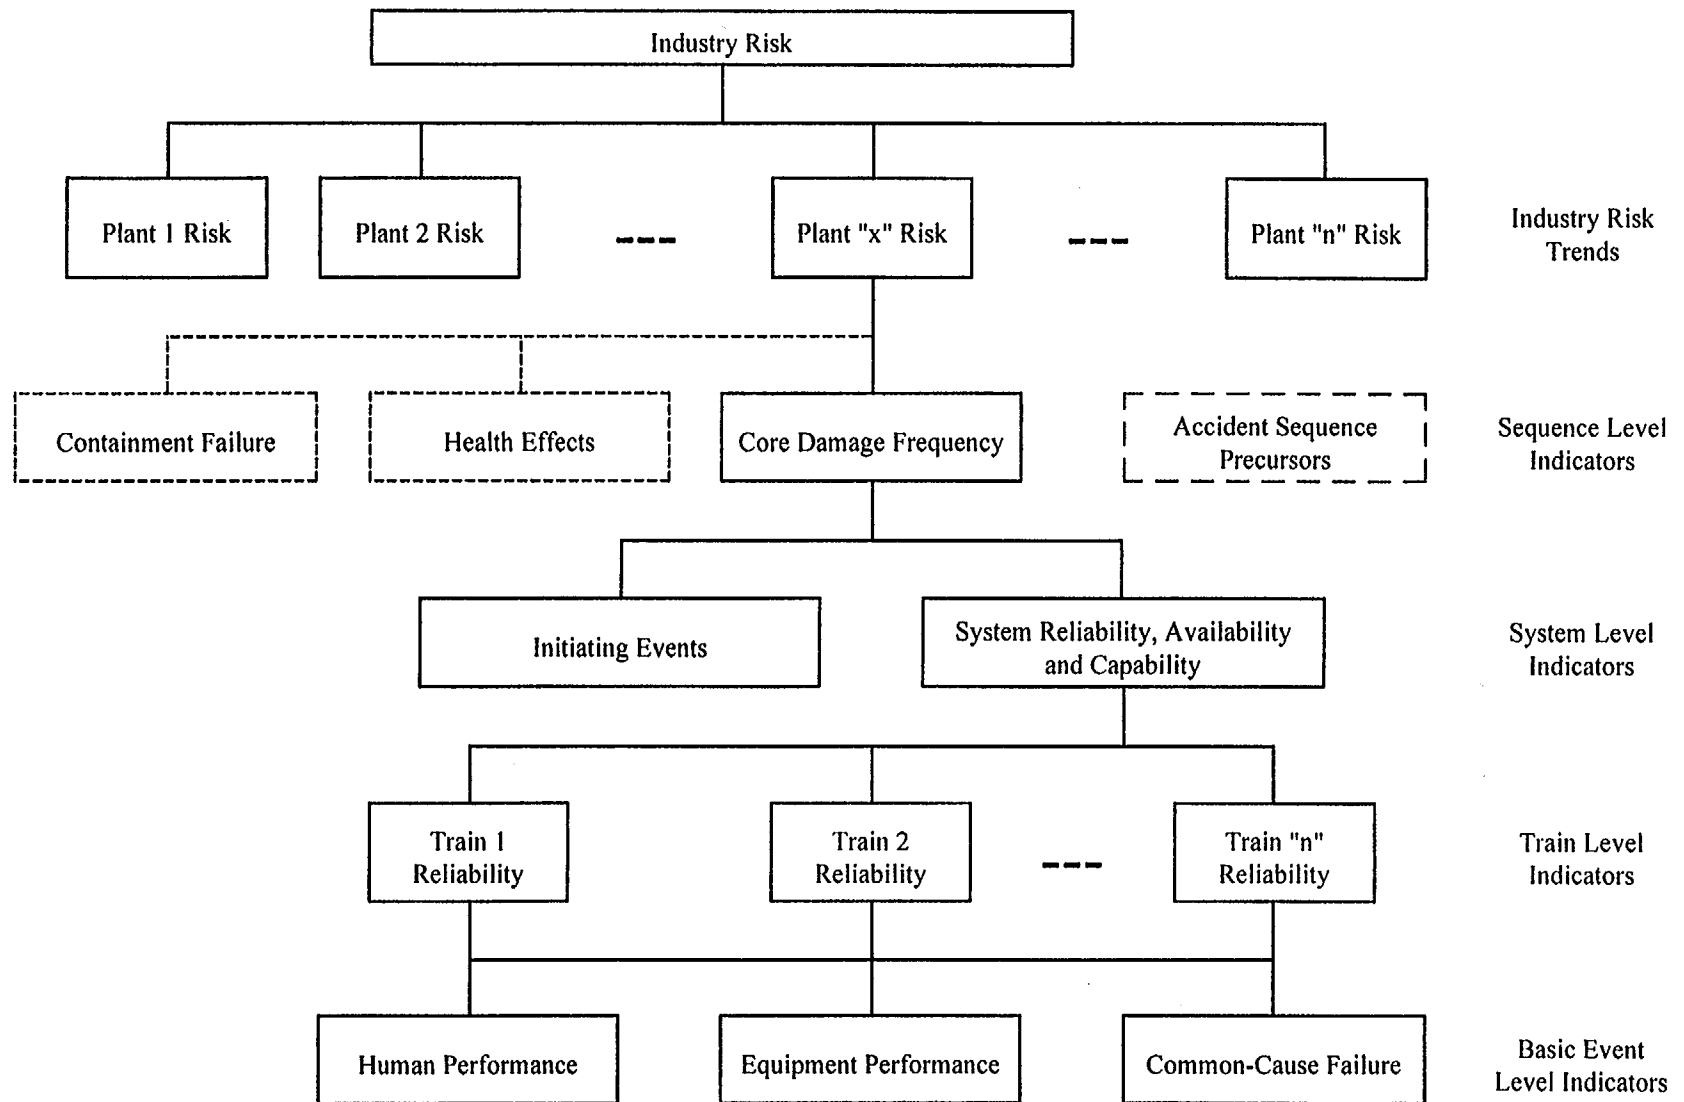 Industry Risk
Plant 1 Risk
Plant 2 Risk
Plant "x" Risk
Plant "n" Risk
Industry Risk
Trends
Containment Failure
Health Effects
Core Damage Frequency
Accident Sequence
Precursors
Sequence Level
Indicators
Initiating Events
System Reliability, Availability
and Capability
System Level
Indicators
Train 1
Reliability
Train 2
Reliability
Train "n"
Reliability
Train Level
Indicators
Human Performance
Equipment Performance
Common-Cause Failure
Basic Event
Level Indicators